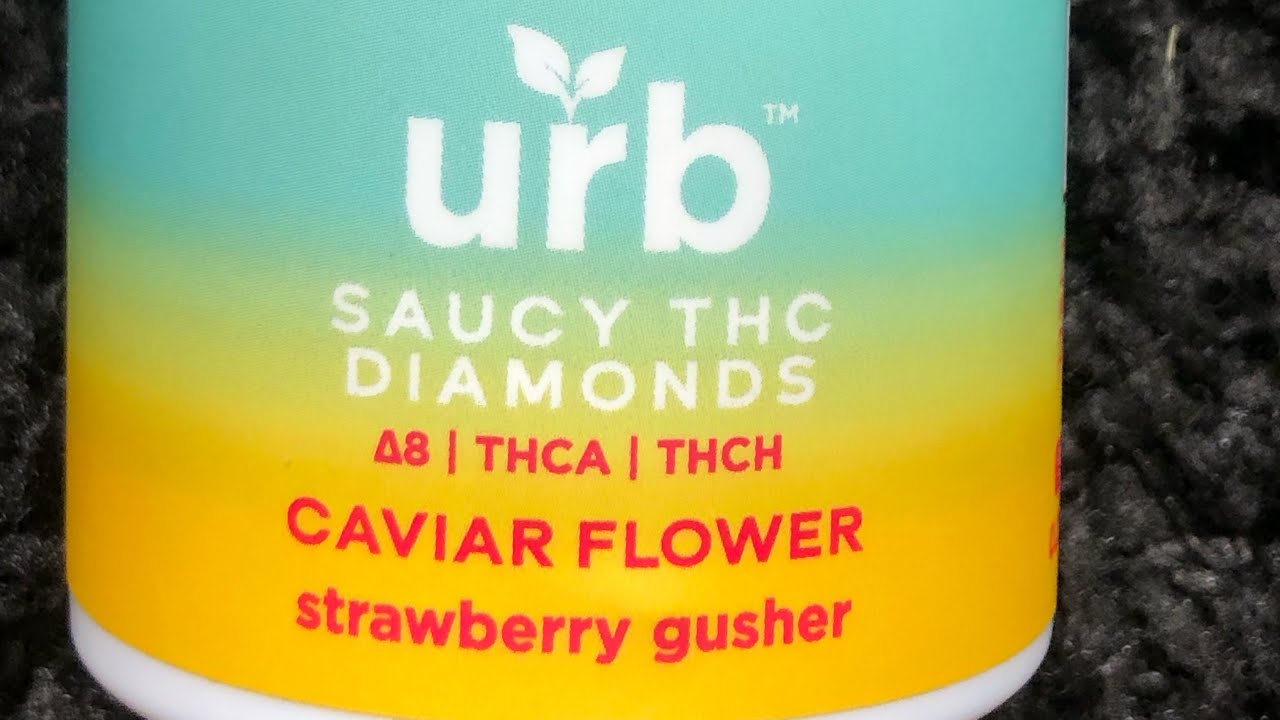 urb™
SAUCY THC
DIAMONDS
Δ8 | THCA | THCH
CAVIAR FLOWER
strawberry gusher